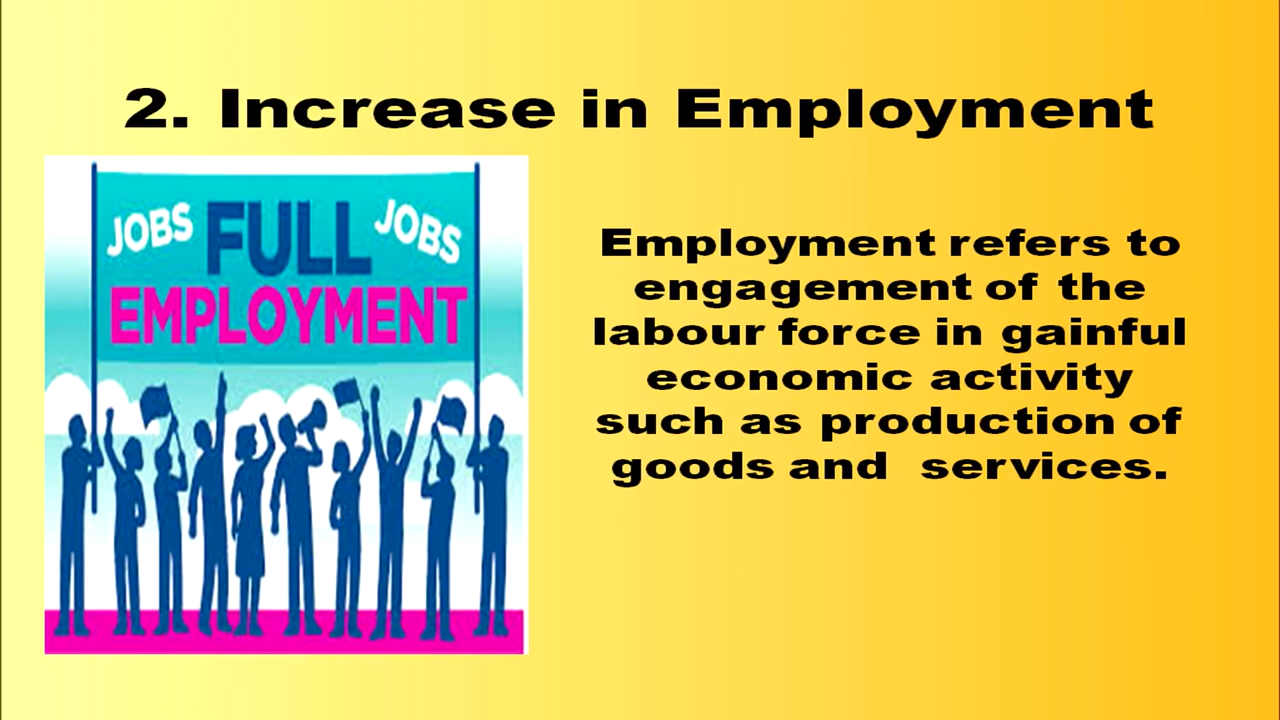 2. Increase in Employment
JOBS FULL JOBS
EMPLOYMENT
Employment refers to
engagement of the
labour force in gainful
economic activity
such as production of
goods and services.